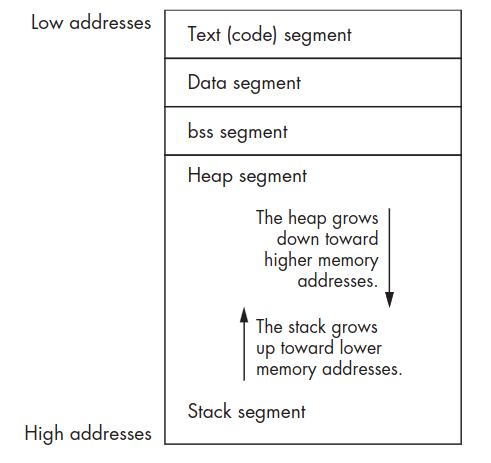 Low addresses
Text (code) segment
Data segment
bss segment
Heap segment
The heap grows
down toward
higher memory
addresses.
The stack grows
up toward lower
memory addresses.
Stack segment
High addresses